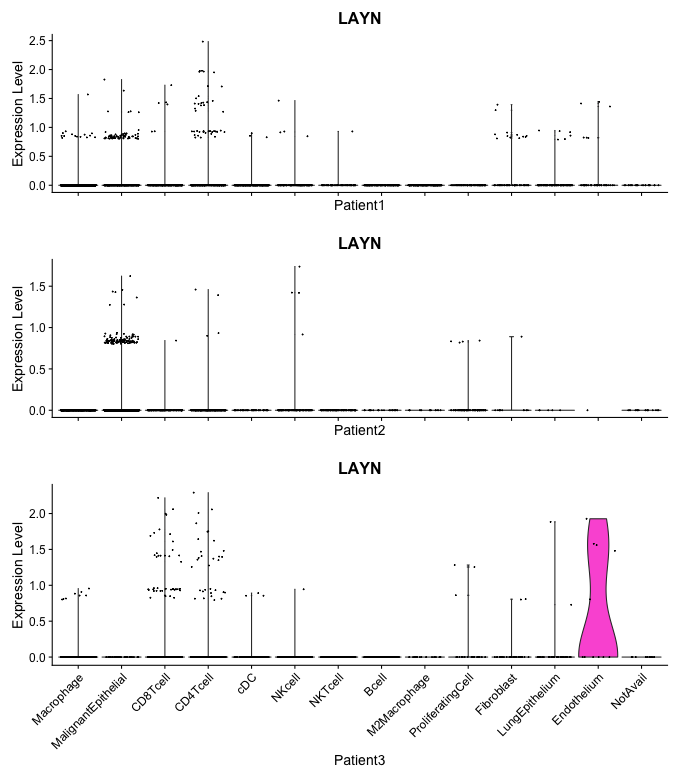 LAYN
Expression Level
2.5
2.0
1.5
1.0
0.5
0.0
Patient1
LAYN
Expression Level
1.5
1.0
0.5
0.0
Patient2
LAYN
Expression Level
2.0
1.5
1.0
0.5
0.0
Macrophage
MalignantEpithelial
CD8Tcell
CD4Tcell
cDC
NKcell
NKTcell
Bcell
M2Macrophage
ProliferatingCell
Fibroblast
LungEpithelium
Endothelium
NotAvail
Patient3